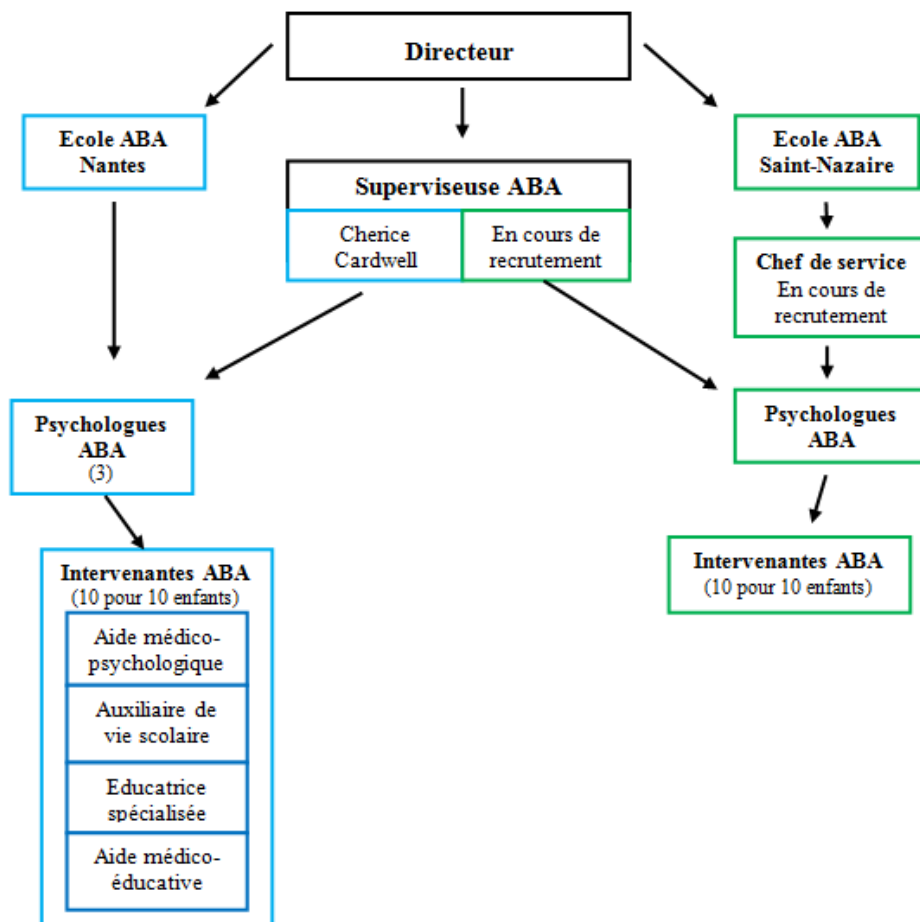 Directeur
Ecole ABA
Nantes
Superviseuse ABA
Cherice
Cardwell
En cours de
recrutement
Ecole ABA
Saint-Nazaire
Chef de service
En cours de
recrutement
Psychologues
ABA
(3)
Psychologues
ABA
Intervenantes ABA
(10 pour 10 enfants)
Aide médico-
psychologique
Auxiliaire de
vie scolaire
Educatrice
spécialisée
Aide médico-
éducative
Intervenantes ABA
(10 pour 10 enfants)